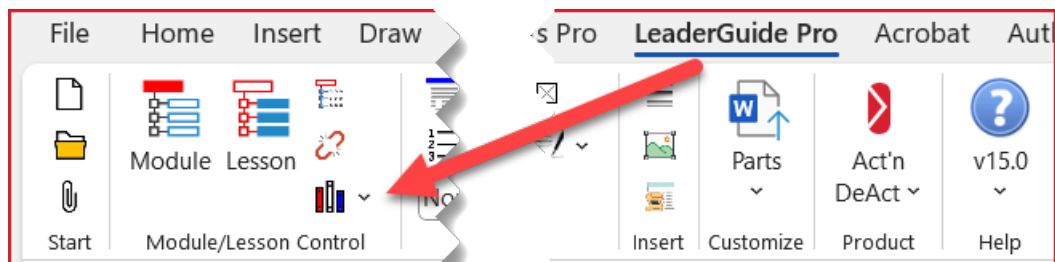 File Home Insert Draw s Pro LeaderGuide Pro Acrobat Aut
Module Lesson Parts Act'n DeAct v15.0
Start Module/Lesson Control Insert Customize Product Help